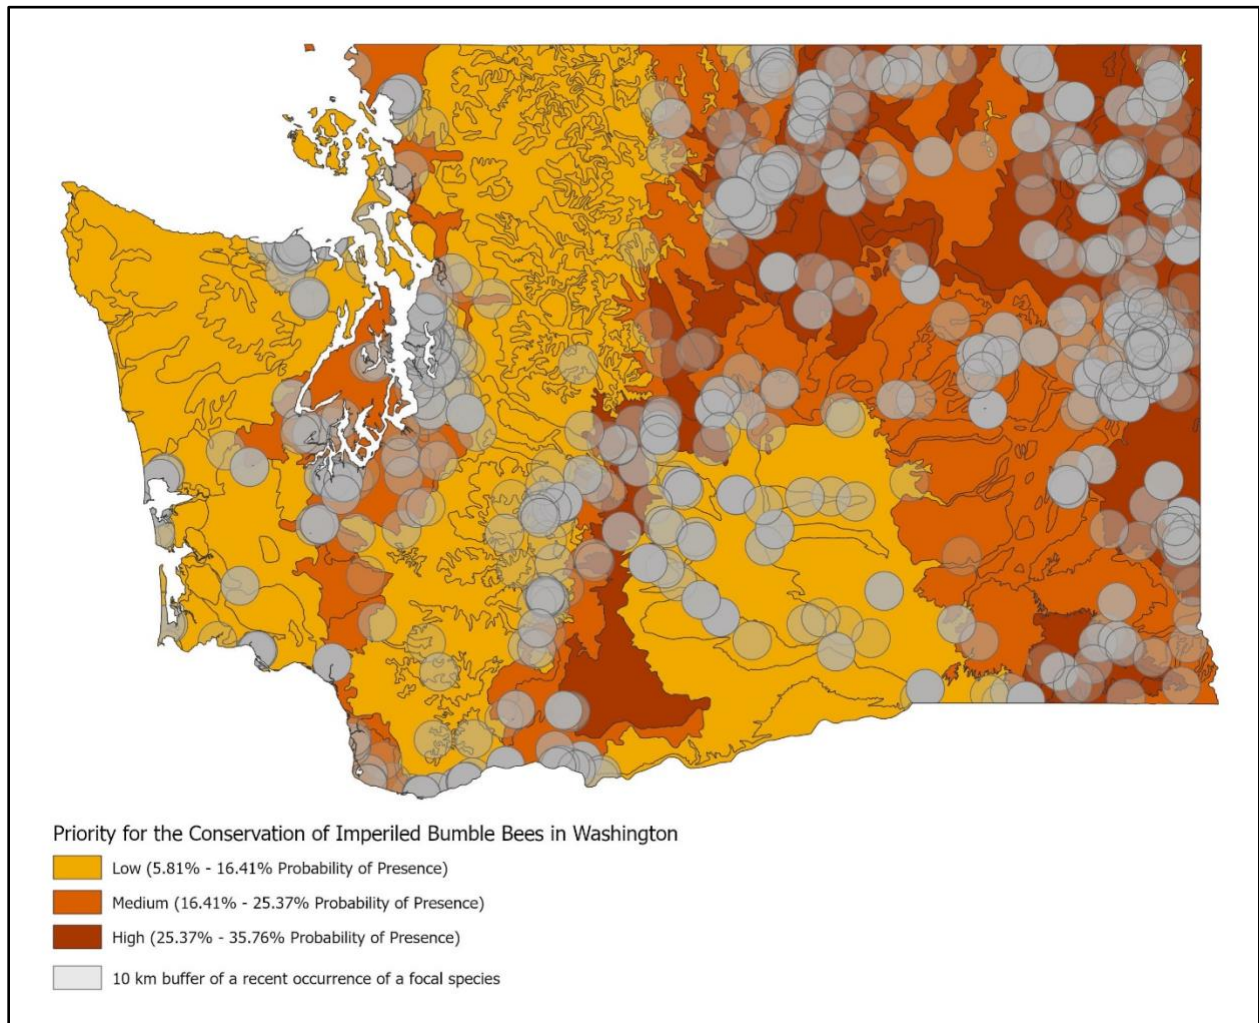 Priority for the Conservation of Imperiled Bumble Bees in Washington
Low (5.81% - 16.41% Probability of Presence)
Medium (16.41% - 25.37% Probability of Presence)
High (25.37% - 35.76% Probability of Presence)
10 km buffer of a recent occurrence of a focal species